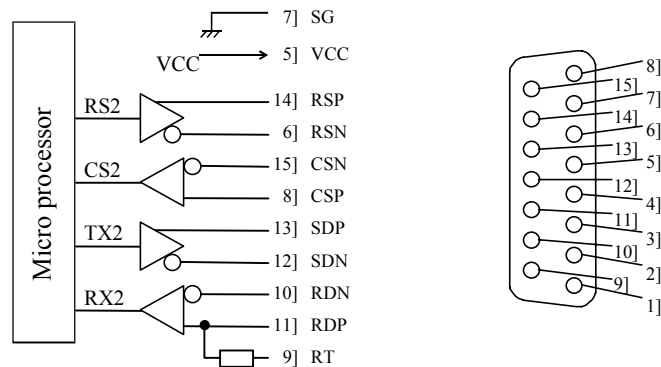 7] SG
VCC 5] VCC
Micro processor
RS2
14] RSP
6] RSN
CS2
15] CSN
8] CSP
TX2
13] SDP
12] SDN
RX2
10] RDN
11] RDP
9] RT
8]
15]
7]
14]
6]
13]
5]
12]
4]
11]
3]
10]
2]
9]
1]